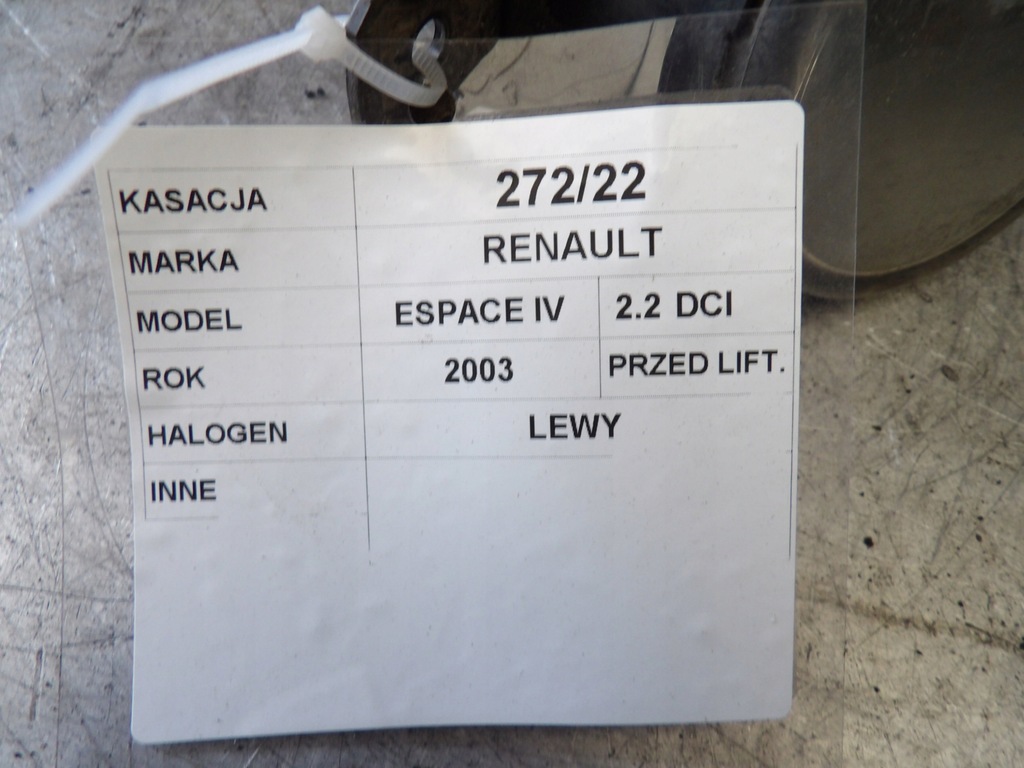 KASACJA 272/22
MARKA RENAULT
MODEL ESPACE IV 2.2 DCI
ROK 2003 PRZED LIFT.
HALOGEN LEWY
INNE